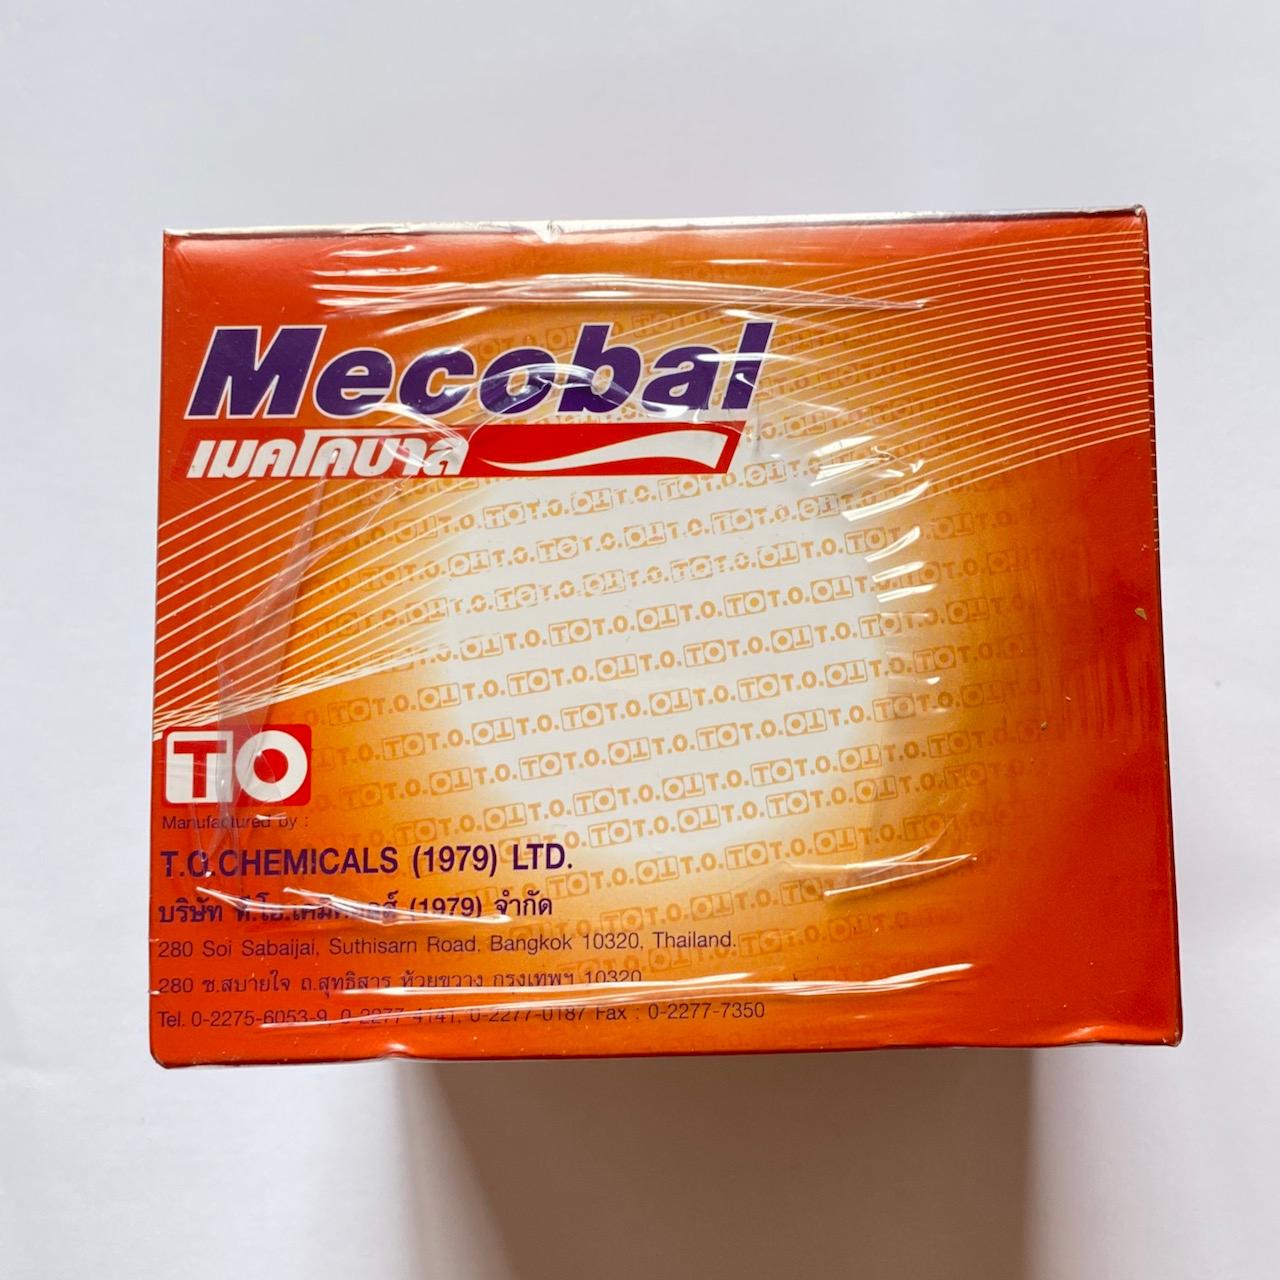 Mecobal
เมคโคบาล
TO
Manufactured by :
T.O.CHEMICALS (1979) LTD.
บริษัท ที.โอ.เคมีคอลส์ (1979) จำกัด
280 Soi Sabaijai, Suthisarn Road, Bangkok 10320, Thailand.
280 ซ.สบายใจ ถ.สุทธิสาร ห้วยขวาง กรุงเทพฯ 10320
Tel. 0-2275-6053-9, 0-2277-4141, 0-2277-0187 Fax : 0-2277-7350